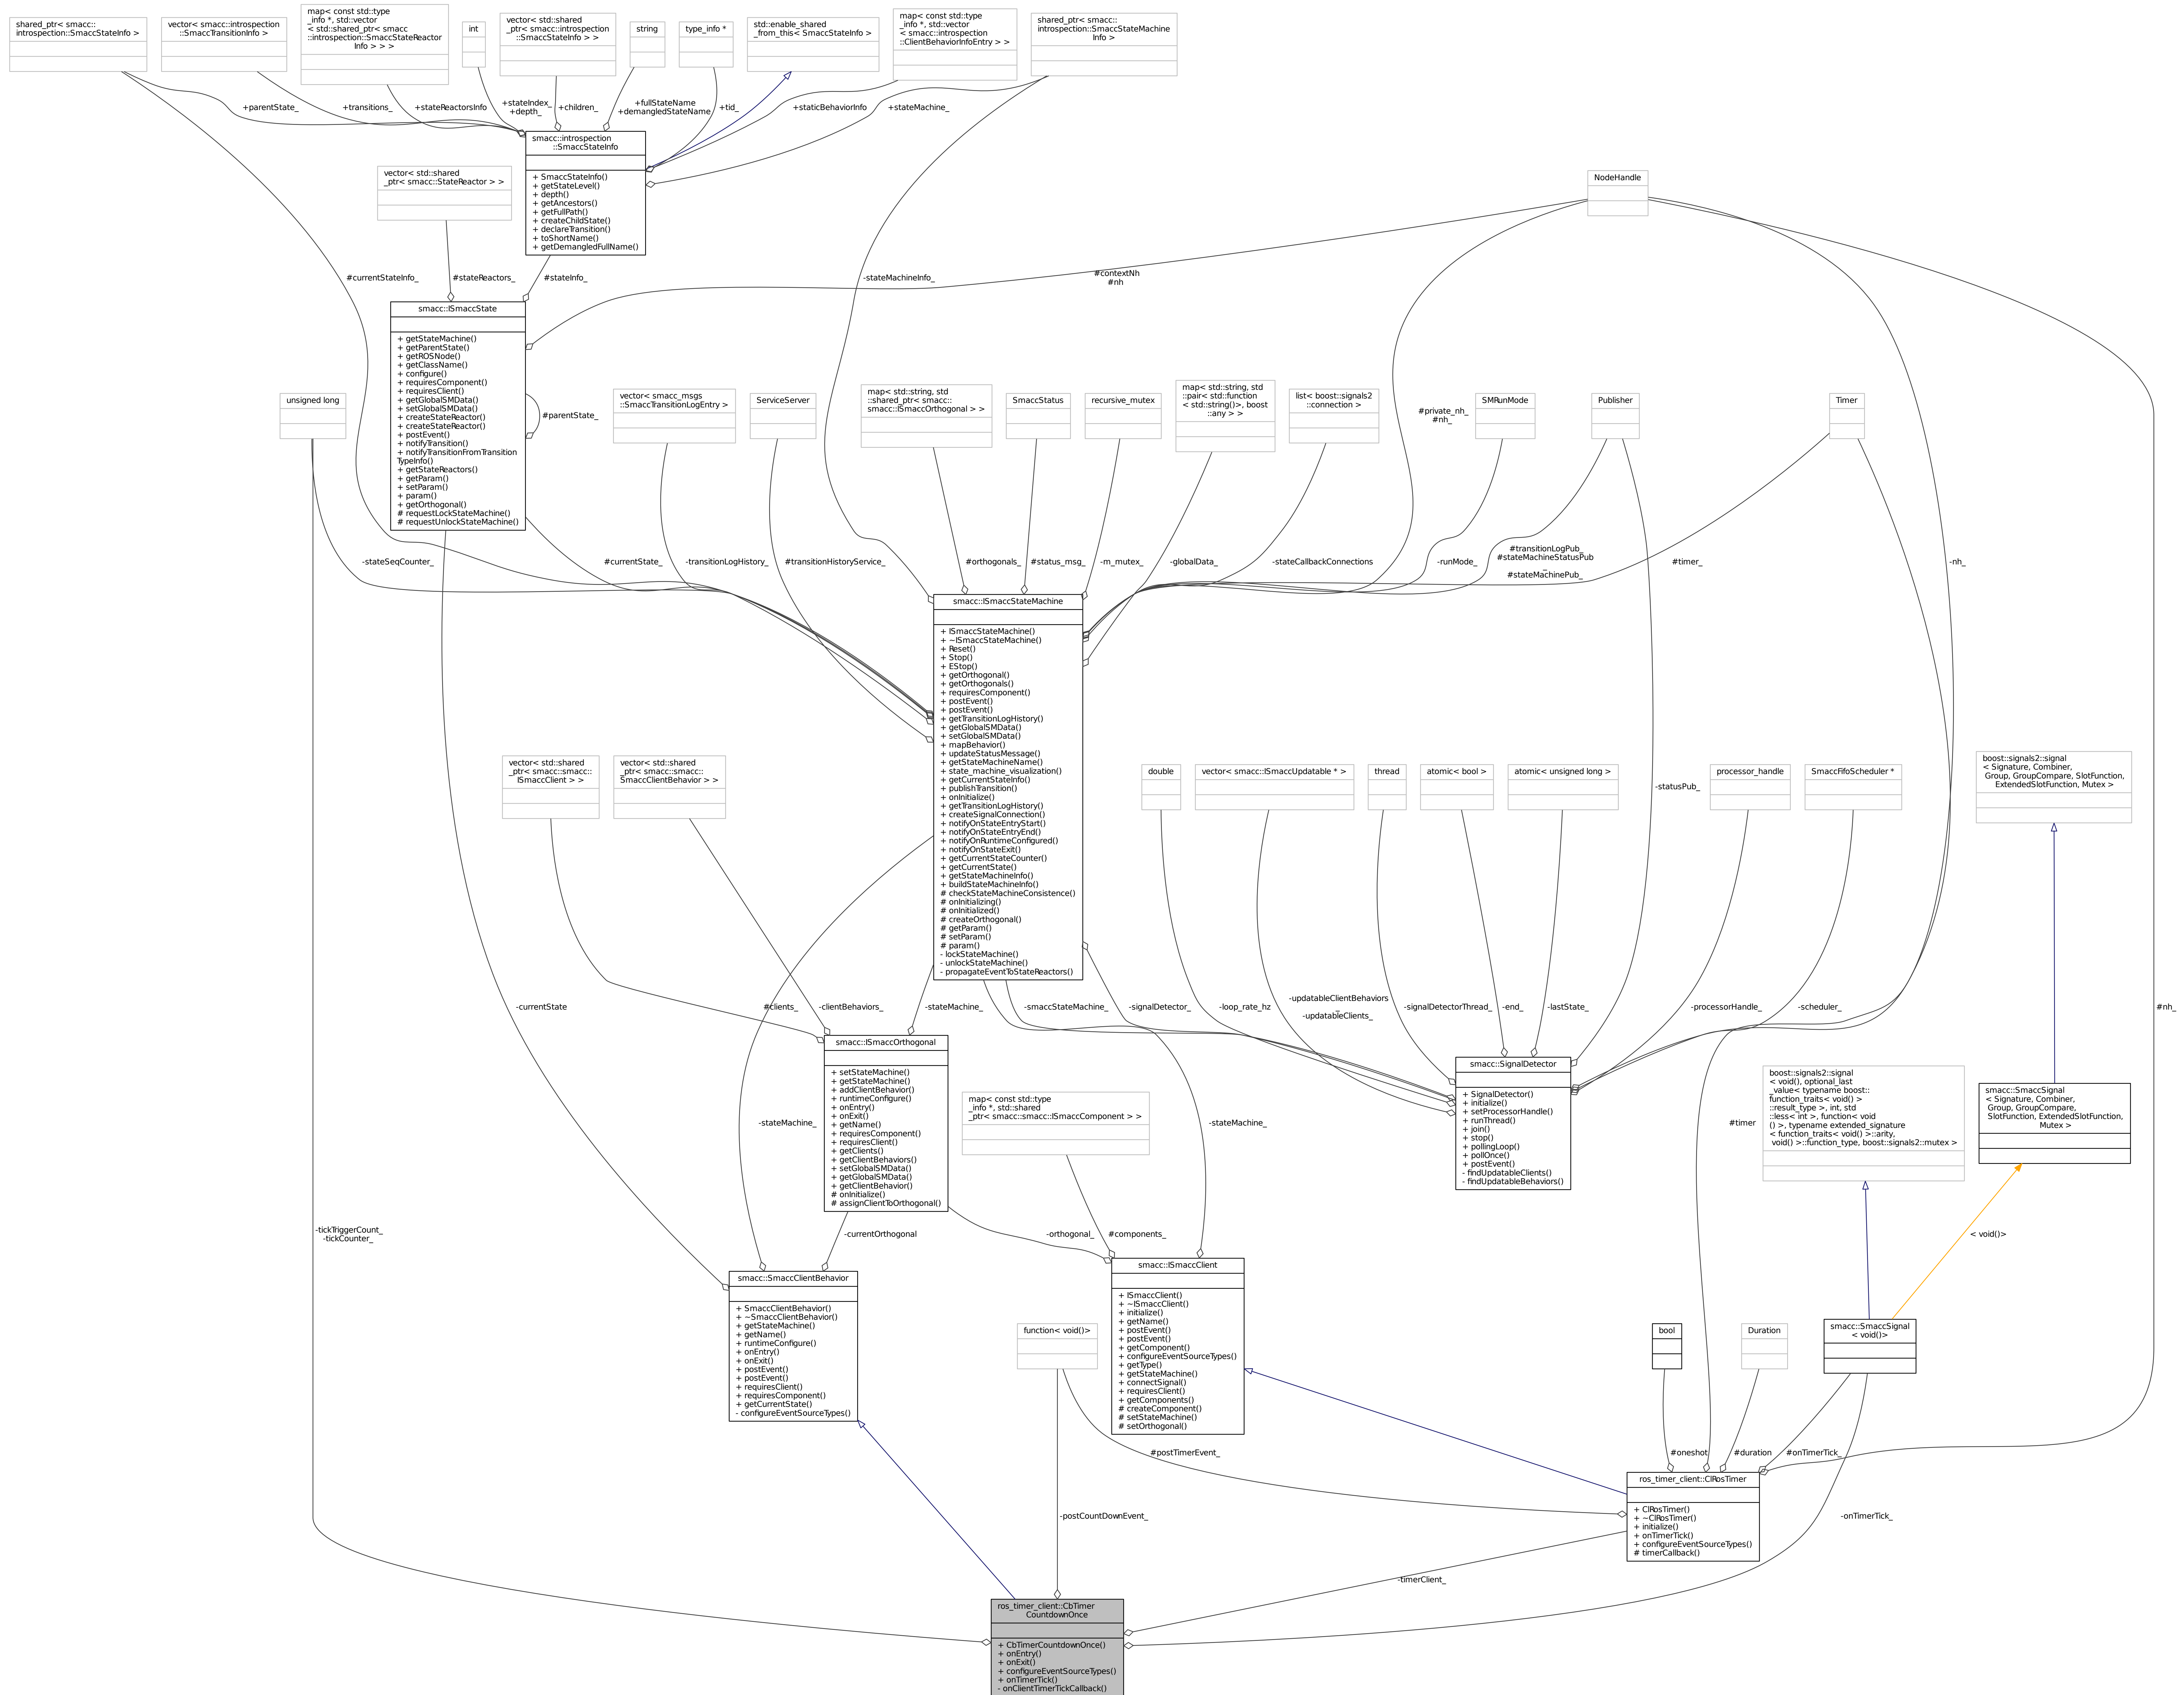 shared_ptr< smacc::
introspection::SmaccStateInfo >
vector< smacc::introspection
::SmaccTransitionInfo >
map< const std::type
_info *, std::vector
< std::shared_ptr< smacc
::introspection::SmaccStateReactor
Info > > >
int
vector< std::shared
_ptr< smacc::introspection
::SmaccStateInfo > >
string
type_info *
std::enable_shared
_from_this< SmaccStateInfo >
map< const std::type
_info *, std::vector
< smacc::introspection
::ClientBehaviorInfoEntry > >
shared_ptr< smacc::
introspection::SmaccStateMachine
Info >
+parentState_
+transitions_
+stateReactorsInfo
+stateIndex_
+depth_
+children_
+fullStateName
+demangledStateName
+tid_
+staticBehaviorInfo
+stateMachine_
smacc::introspection
::SmaccStateInfo
+ SmaccStateInfo()
+ getStateLevel()
+ depth()
+ getAncestors()
+ getFullPath()
+ createChildState()
+ declareTransition()
+ toShortName()
+ getDemangledFullName()
vector< std::shared
_ptr< smacc::StateReactor > >
NodeHandle
#currentStateInfo_
#stateReactors_
#stateInfo_
-stateMachineInfo_
#contextNh
#nh
smacc::ISmaccState
+ getStateMachine()
+ getParentState()
+ getROSNode()
+ getClassName()
+ configure()
+ requiresComponent()
+ requiresClient()
+ getGlobalSMData()
+ setGlobalSMData()
+ createStateReactor()
+ createStateReactor()
+ postEvent()
+ notifyTransition()
+ notifyTransitionFromTransition
TypeInfo()
+ getStateReactors()
+ getParam()
+ setParam()
+ param()
+ getOrthogonal()
# requestLockStateMachine()
# requestUnlockStateMachine()
#parentState_
unsigned long
vector< smacc_msgs
::SmaccTransitionLogEntry >
ServiceServer
map< std::string, std
::shared_ptr< smacc::
smacc::ISmaccOrthogonal > >
SmaccStatus
recursive_mutex
map< std::string, std
::pair< std::function
< std::string()>, boost
::any > >
list< boost::signals2
::connection >
#private_nh_
#nh_
SMRunMode
Publisher
Timer
-stateSeqCounter_
#currentState_
-transitionLogHistory_
#transitionHistoryService_
#orthogonals_
#status_msg_
-m_mutex_
-globalData_
-stateCallbackConnections
-runMode_
#transitionLogPub_
#stateMachineStatusPub
_
#stateMachinePub_
#timer_
-nh_
smacc::ISmaccStateMachine
+ ISmaccStateMachine()
+ ~ISmaccStateMachine()
+ Reset()
+ Stop()
+ EStop()
+ getOrthogonal()
+ getOrthogonals()
+ requiresComponent()
+ postEvent()
+ postEvent()
+ getTransitionLogHistory()
+ getGlobalSMData()
+ setGlobalSMData()
+ mapBehavior()
+ updateStatusMessage()
+ getStateMachineName()
+ state_machine_visualization()
+ getCurrentStateInfo()
+ publishTransition()
+ onInitialize()
+ getTransitionLogHistory()
+ createSignalConnection()
+ notifyOnStateEntryStart()
+ notifyOnStateEntryEnd()
+ notifyOnRuntimeConfigured()
+ notifyOnStateExit()
+ getCurrentStateCounter()
+ getCurrentState()
+ getStateMachineInfo()
+ buildStateMachineInfo()
# checkStateMachineConsistence()
# onInitializing()
# onInitialized()
# createOrthogonal()
# getParam()
# setParam()
# param()
- lockStateMachine()
- unlockStateMachine()
- propagateEventToStateReactors()
vector< std::shared
_ptr< smacc::smacc::
ISmaccClient > >
vector< std::shared
_ptr< smacc::smacc::
SmaccClientBehavior > >
double
vector< smacc::ISmaccUpdatable * >
thread
atomic< bool >
atomic< unsigned long >
-statusPub_
processor_handle
SmaccFifoScheduler *
boost::signals2::signal
< Signature, Combiner,
Group, GroupCompare, SlotFunction,
ExtendedSlotFunction, Mutex >
-currentState
#clients_
-clientBehaviors_
-stateMachine_
-smaccStateMachine_
-signalDetector_
-loop_rate_hz
-updatableClientBehaviors
_
-updatableClients_
-signalDetectorThread_
-end_
-lastState_
-processorHandle_
-scheduler_
#nh_
smacc::ISmaccOrthogonal
+ setStateMachine()
+ getStateMachine()
+ addClientBehavior()
+ runtimeConfigure()
+ onEntry()
+ onExit()
+ getName()
+ requiresComponent()
+ requiresClient()
+ getClients()
+ getClientBehaviors()
+ setGlobalSMData()
+ getGlobalSMData()
+ getClientBehavior()
# onInitialize()
# assignClientToOrthogonal()
map< const std::type
_info *, std::shared
_ptr< smacc::smacc::ISmaccComponent > >
smacc::SignalDetector
+ SignalDetector()
+ initialize()
+ setProcessorHandle()
+ runThread()
+ join()
+ stop()
+ pollingLoop()
+ pollOnce()
+ postEvent()
- findUpdatableClients()
- findUpdatableBehaviors()
boost::signals2::signal
< void(), optional_last
_value< typename boost::
function_traits< void() >
::result_type >, int, std
::less< int >, function< void
() >, typename extended_signature
< function_traits< void() >::arity,
void() >::function_type, boost::signals2::mutex >
smacc::SmaccSignal
< Signature, Combiner,
Group, GroupCompare,
SlotFunction, ExtendedSlotFunction,
Mutex >
-stateMachine_
-stateMachine_
#timer
-tickTriggerCount_
-tickCounter_
-currentOrthogonal
-orthogonal_
#components_
< void()>
smacc::SmaccClientBehavior
+ SmaccClientBehavior()
+ ~SmaccClientBehavior()
+ getStateMachine()
+ getName()
+ runtimeConfigure()
+ onEntry()
+ onExit()
+ postEvent()
+ postEvent()
+ requiresClient()
+ requiresComponent()
+ getCurrentState()
- configureEventSourceTypes()
function< void()>
smacc::ISmaccClient
+ ISmaccClient()
+ ~ISmaccClient()
+ initialize()
+ getName()
+ postEvent()
+ postEvent()
+ getComponent()
+ configureEventSourceTypes()
+ getType()
+ getStateMachine()
+ connectSignal()
+ requiresClient()
+ getComponents()
# createComponent()
# setStateMachine()
# setOrthogonal()
bool
Duration
smacc::SmaccSignal
< void()>
#postTimerEvent_
#oneshot
#duration
#onTimerTick_
ros_timer_client::ClRosTimer
+ ClRosTimer()
+ ~ClRosTimer()
+ initialize()
+ onTimerTick()
+ configureEventSourceTypes()
# timerCallback()
-postCountDownEvent_
-onTimerTick_
-timerClient_
ros_timer_client::CbTimer
CountdownOnce
+ CbTimerCountdownOnce()
+ onEntry()
+ onExit()
+ configureEventSourceTypes()
+ onTimerTick()
- onClientTimerTickCallback()